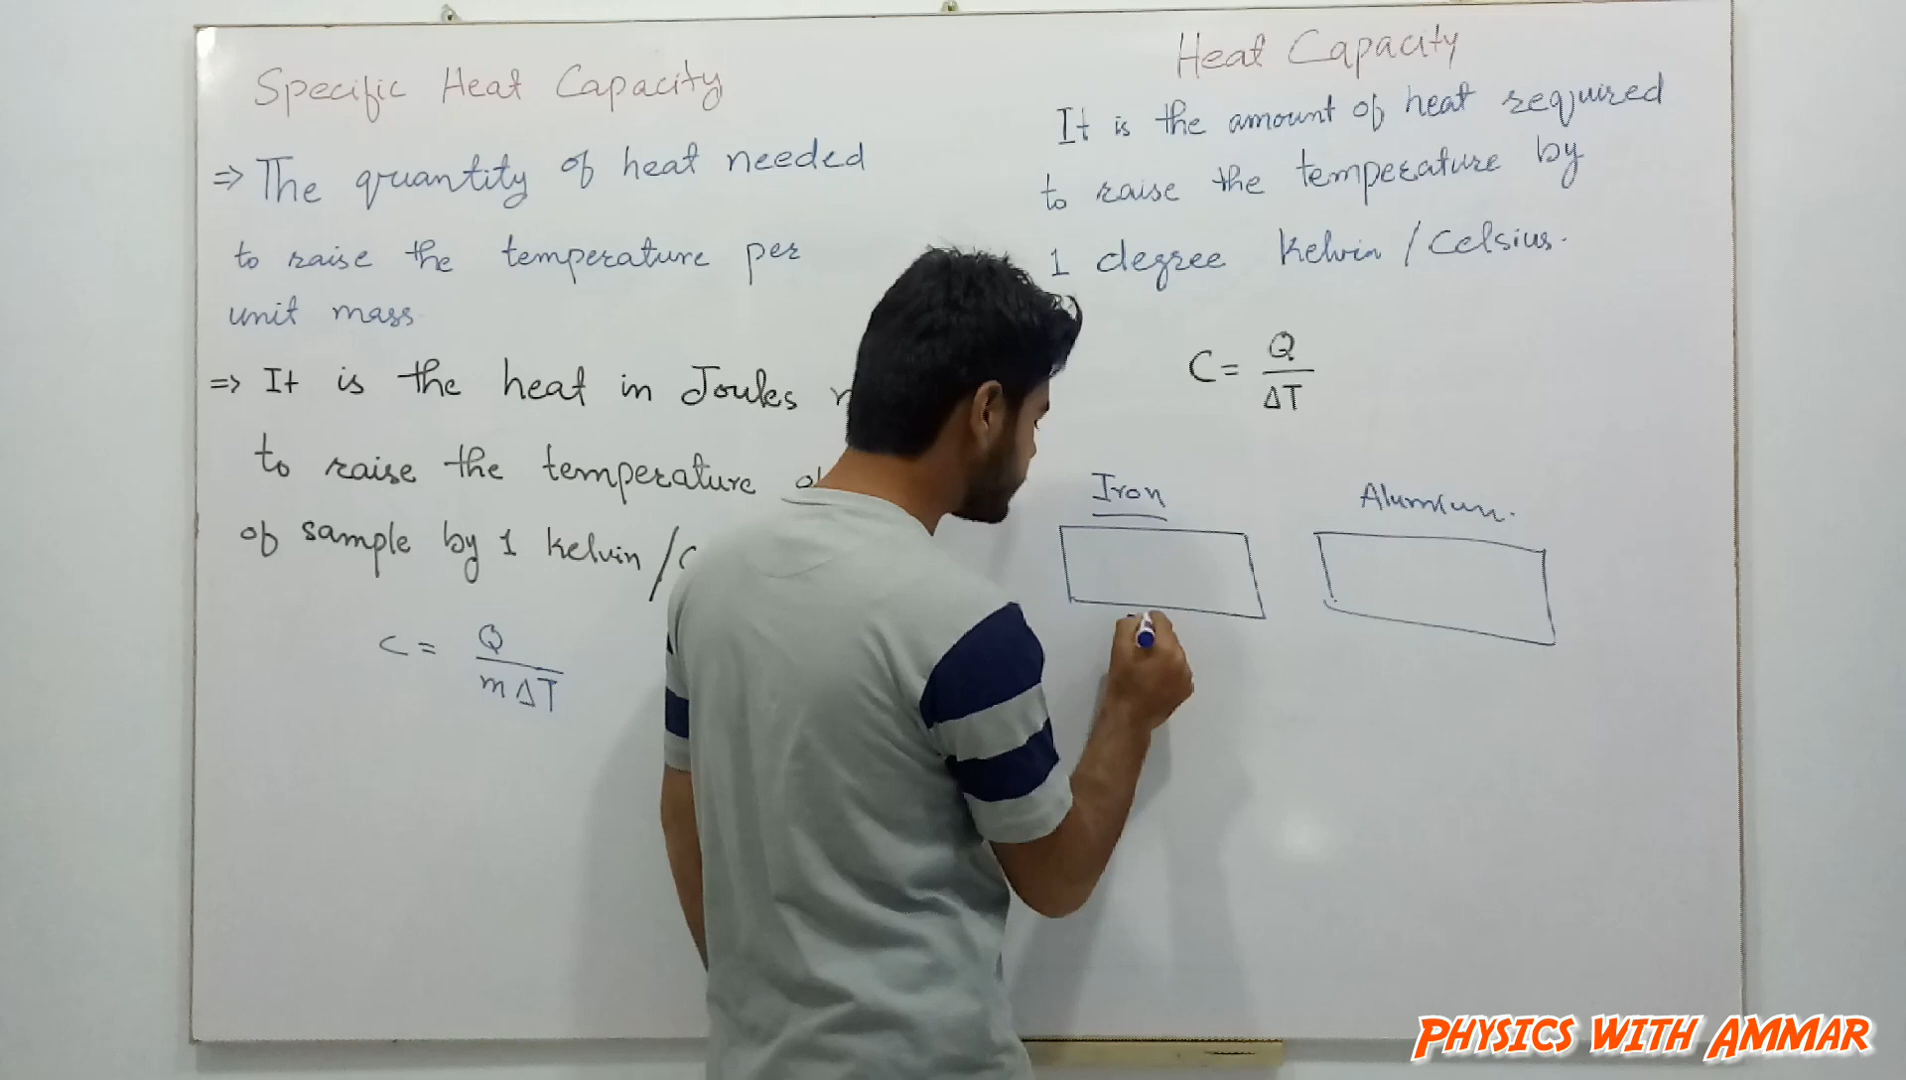 Specific Heat Capacity
⇒ The quantity of heat needed
to raise the temperature per
unit mass
⇒ It is the heat in Joules
to raise the temperature
of sample by 1 kelvin /
C = Q / m ΔT
Heat Capacity
It is the amount of heat required
to raise the temperature by
1 degree Kelvin / Celsius.
C = Q / ΔT
Iron
Alumium.
PHYSICS WITH AMMAR